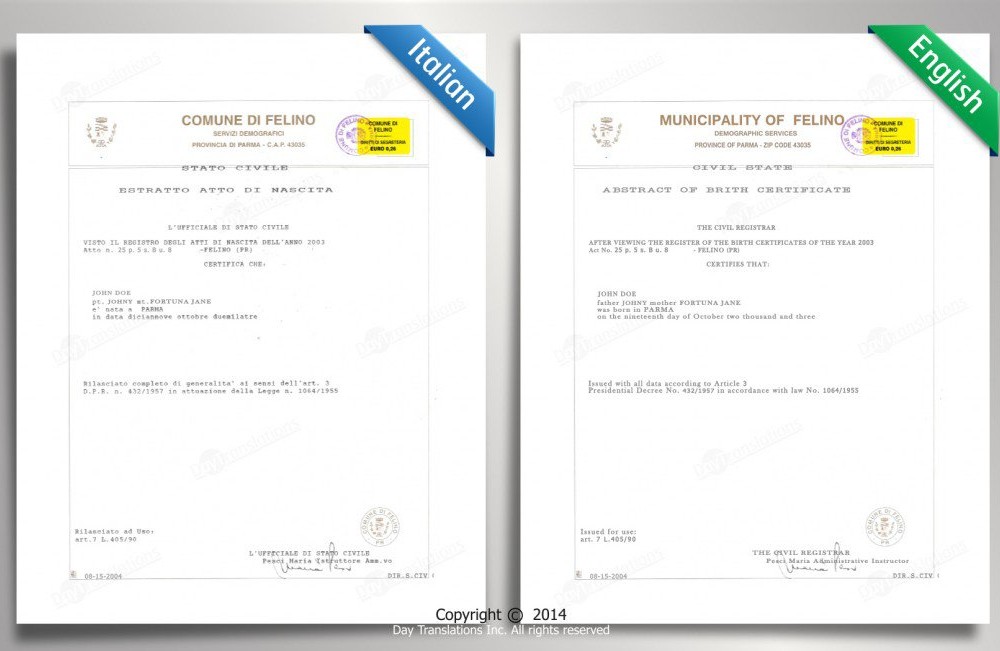 Italian
COMUNE DI FELINO
SERVIZI DEMOGRAFICI
PROVINCIA DI PARMA - C.A.P. 43035
COMUNE DI
FELINO
DIRITTI DI SEGRETERIA
EURO 0,26
STATO CIVILE
ESTRATTO ATTO DI NASCITA
L'UFFICIALE DI STATO CIVILE
VISTO IL REGISTRO DEGLI ATTI DI NASCITA DELL'ANNO 2003
Atto n. 25 p. 5 s. B u. 8 -FELINO (PR)
CERTIFICA CHE:
JOHN DOE
pt. JOHNY mt. FORTUNA JANE
e' nata a PARMA
in data diciannove ottobre duemilatre
Rilanciato completo di generalita' ai sensi dell'art. 3
D.P.R. n. 432/1957 in attuazione della Legge n. 1064/1955
Rilanciato ad Uso:
art. 7 L.405/90
COMUNE DI FELINO
PR
L'UFFICIALE DI STATO CIVILE
Pesci Maria Istruttore Amm.vo
08-15-2004
DIR.S.CIV
English
MUNICIPALITY OF FELINO
DEMOGRAPHIC SERVICES
PROVINCE OF PARMA - ZIP CODE 43035
COMUNE DI
FELINO
DIRITTI DI SEGRETERIA
EURO 0,26
CIVIL STATE
ABSTRACT OF BRITH CERTIFICATE
THE CIVIL REGISTRAR
AFTER VIEWING THE REGISTER OF THE BIRTH CERTIFICATES OF THE YEAR 2003
Act No. 25 p. 5 s. B u. 8 - FELINO (PR)
CERTIFIES THAT:
JOHN DOE
father JOHNY mother FORTUNA JANE
was born in PARMA
on the nineteenth day of October two thousand and three
Issued with all data according to Article 3
Presidential Decree No. 432/1957 in accordance with law No. 1064/1955
Issued for use:
art. 7 L.405/90
COMUNE DI FELINO
PR
THE CIVIL REGISTRAR
Pesci Maria Administrative Instructor
08-15-2004
DIR.S.CIV
Copyright © 2014
Day Translations Inc. All rights reserved